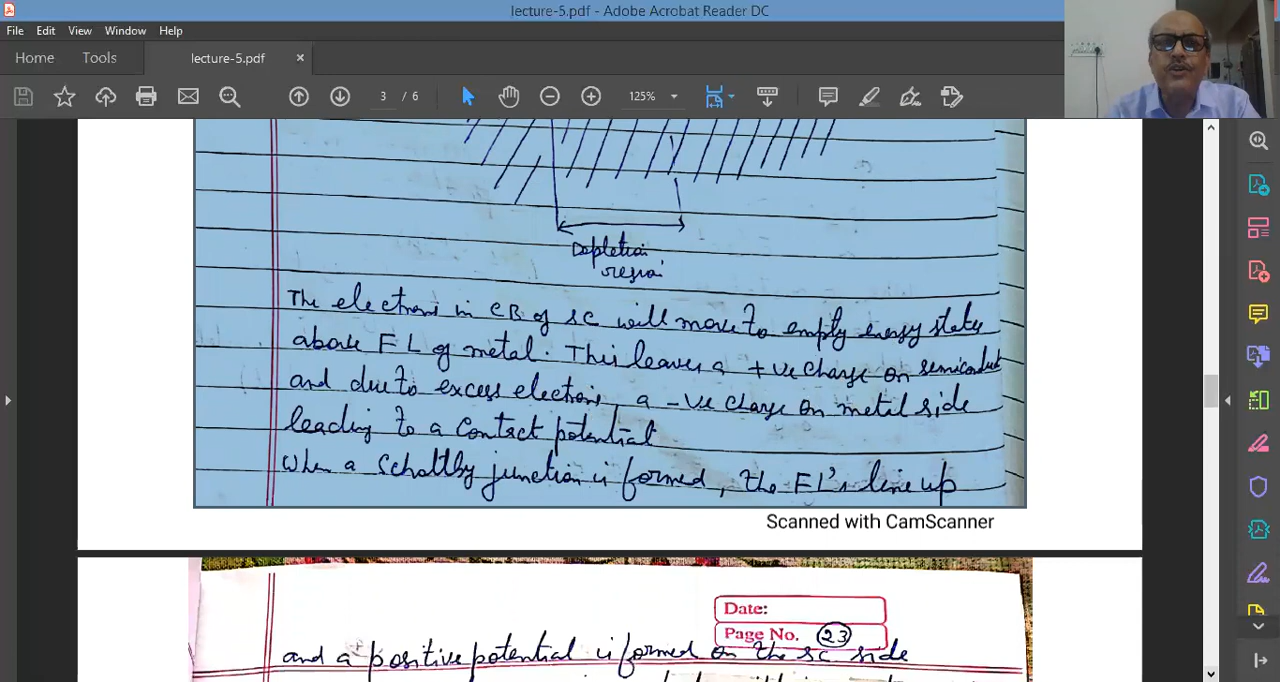 lecture-5.pdf - Adobe Acrobat Reader DC
File Edit View Window Help
Home Tools lecture-5.pdf ×
3 / 6 125%
Depletion
region
The electrons in CB of SC will move to empty energy states
above FL of metal. This leaves a +ve charge on semiconduct
and due to excess electrons, a -ve charge on metal side
leading to a contact potential
When a Schottky junction is formed, the FL's line up
Scanned with CamScanner
Date:
Page No. 23
and a positive potential is formed on the SC side